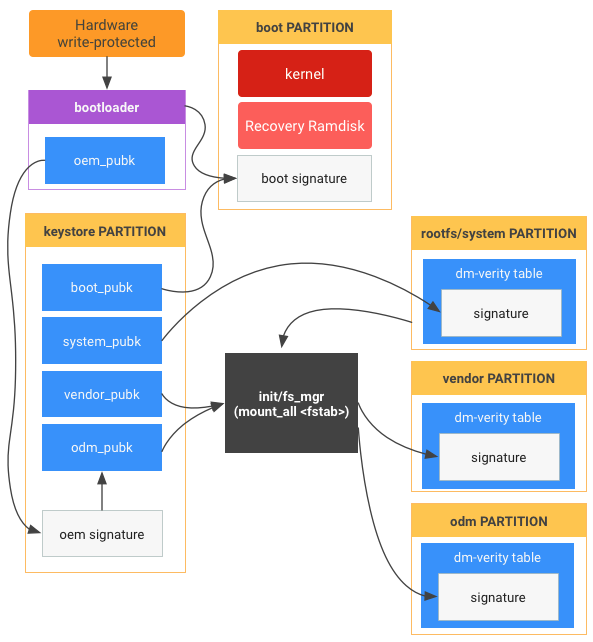 Hardware
write-protected
bootloader
oem_pubk
boot PARTITION
kernel
Recovery Ramdisk
boot signature
keystore PARTITION
boot_pubk
system_pubk
vendor_pubk
odm_pubk
oem signature
init/fs_mgr
(mount_all <fstab>)
rootfs/system PARTITION
dm-verity table
signature
vendor PARTITION
dm-verity table
signature
odm PARTITION
dm-verity table
signature